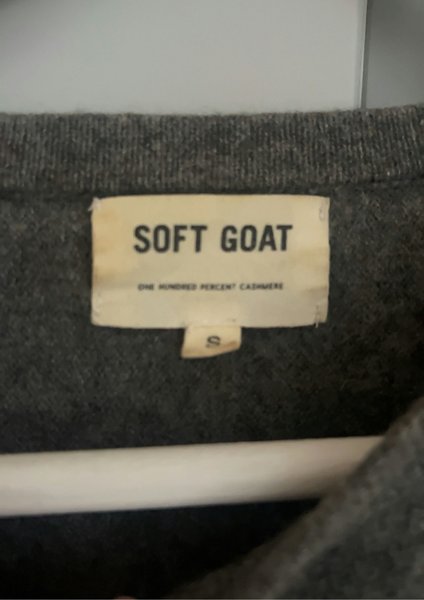 SOFT GOAT
ONE HUNDRED PERCENT CASHMERE
S